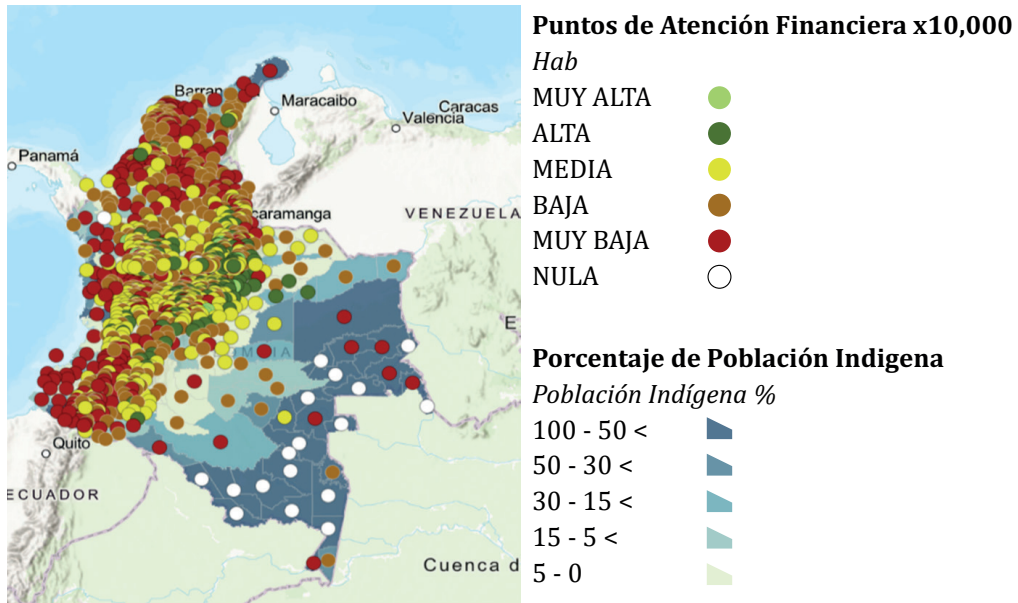 Barran
Maracaibo
Caracas
Valencia
Panamá
caramanga
VENEZUELA
E
Quito
ECUADOR
Cuenca d
Puntos de Atención Financiera x10,000
Hab
MUY ALTA
ALTA
MEDIA
BAJA
MUY BAJA
NULA
Porcentaje de Población Indigena
Población Indígena %
100 - 50 <
50 - 30 <
30 - 15 <
15 - 5 <
5 - 0